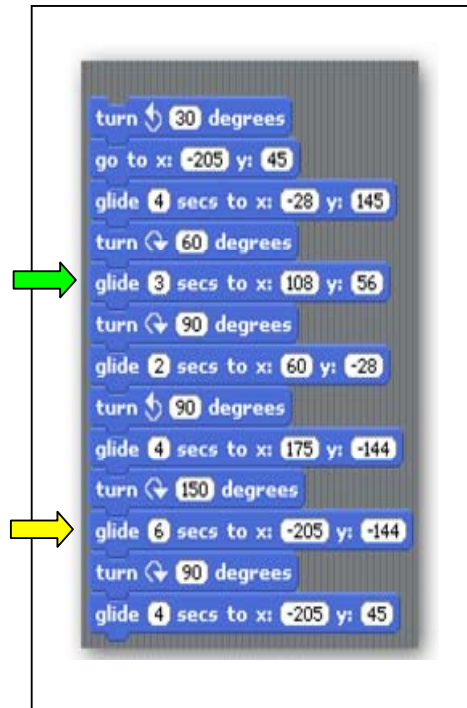 turn 30 degrees
go to x: -205 y: 45
glide 4 secs to x: -28 y: 145
turn 60 degrees
glide 3 secs to x: 108 y: 56
turn 90 degrees
glide 2 secs to x: 60 y: -28
turn 90 degrees
glide 4 secs to x: 175 y: -144
turn 150 degrees
glide 6 secs to x: -205 y: -144
turn 90 degrees
glide 4 secs to x: -205 y: 45